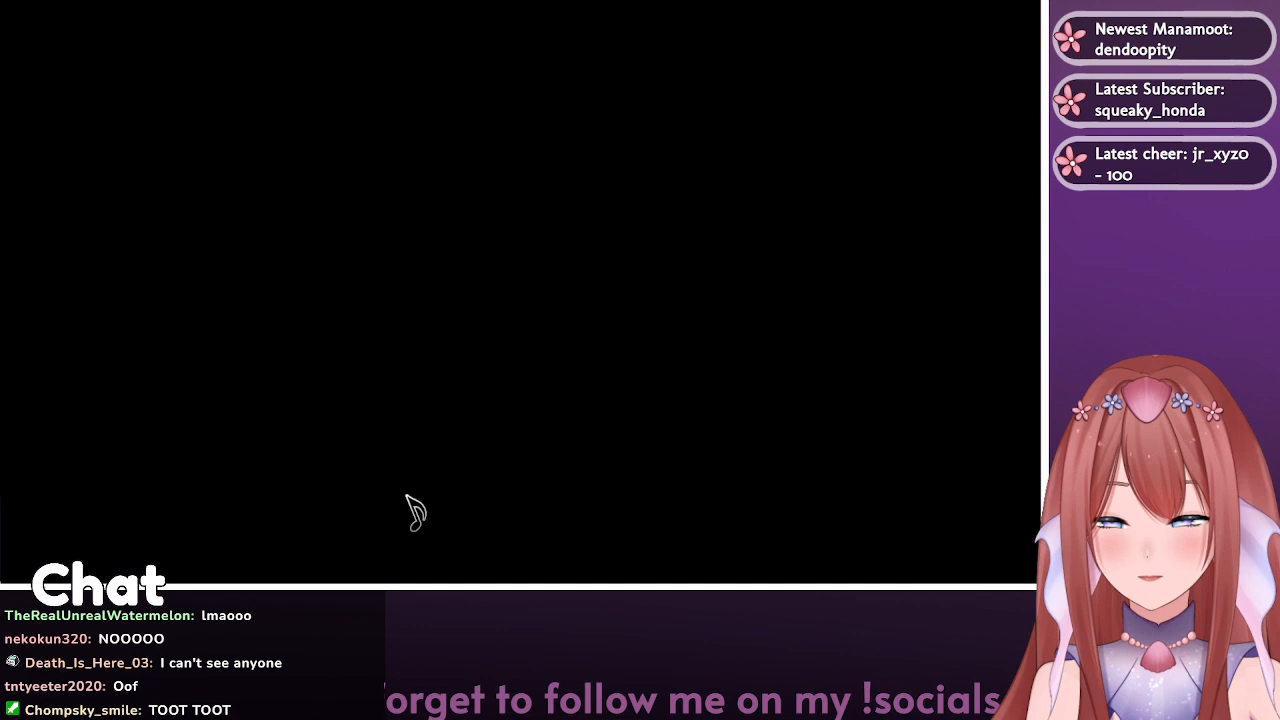 Newest Manamoot:
dendoopity
Latest Subscriber:
squeaky_honda
Latest cheer: jr_xyz0
- 100
Chat
TheRealUnrealWatermelon: lmaooo
nekokun320: NOOOOO
Death_Is_Here_03: I can't see anyone
tntyeeter2020: Oof
Chompsky_smile: TOOT TOOT
orget to follow me on my !socials